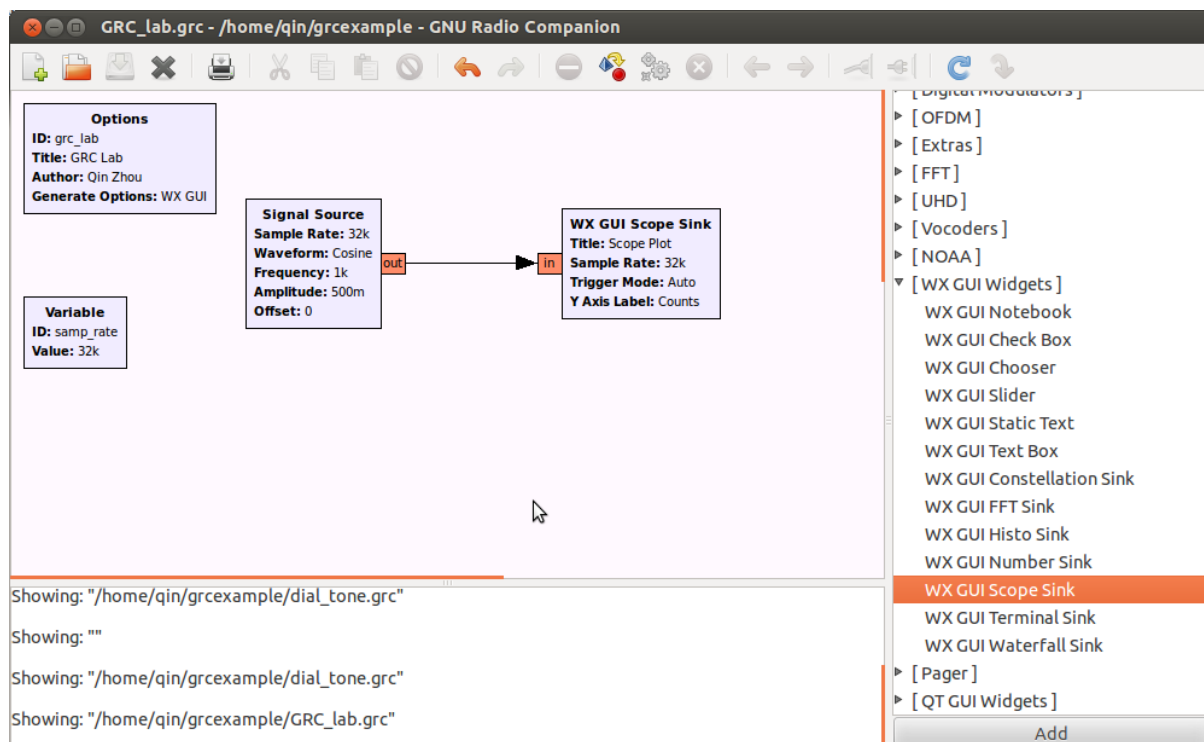 GRC_lab.grc - /home/qin/grcexample - GNU Radio Companion
Options
ID: grc_lab
Title: GRC Lab
Author: Qin Zhou
Generate Options: WX GUI
Signal Source
Sample Rate: 32k
Waveform: Cosine
Frequency: 1k
Amplitude: 500m
Offset: 0
out
in
WX GUI Scope Sink
Title: Scope Plot
Sample Rate: 32k
Trigger Mode: Auto
Y Axis Label: Counts
Variable
ID: samp_rate
Value: 32k
Showing: "/home/qin/grcexample/dial_tone.grc"
Showing: ""
Showing: "/home/qin/grcexample/dial_tone.grc"
Showing: "/home/qin/grcexample/GRC_lab.grc"
[ Digital Modulators ]
[ OFDM ]
[ Extras ]
[ FFT ]
[ UHD ]
[ Vocoders ]
[ NOAA ]
[ WX GUI Widgets ]
WX GUI Notebook
WX GUI Check Box
WX GUI Chooser
WX GUI Slider
WX GUI Static Text
WX GUI Text Box
WX GUI Constellation Sink
WX GUI FFT Sink
WX GUI Histo Sink
WX GUI Number Sink
WX GUI Scope Sink
WX GUI Terminal Sink
WX GUI Waterfall Sink
[ Pager ]
[ QT GUI Widgets ]
Add